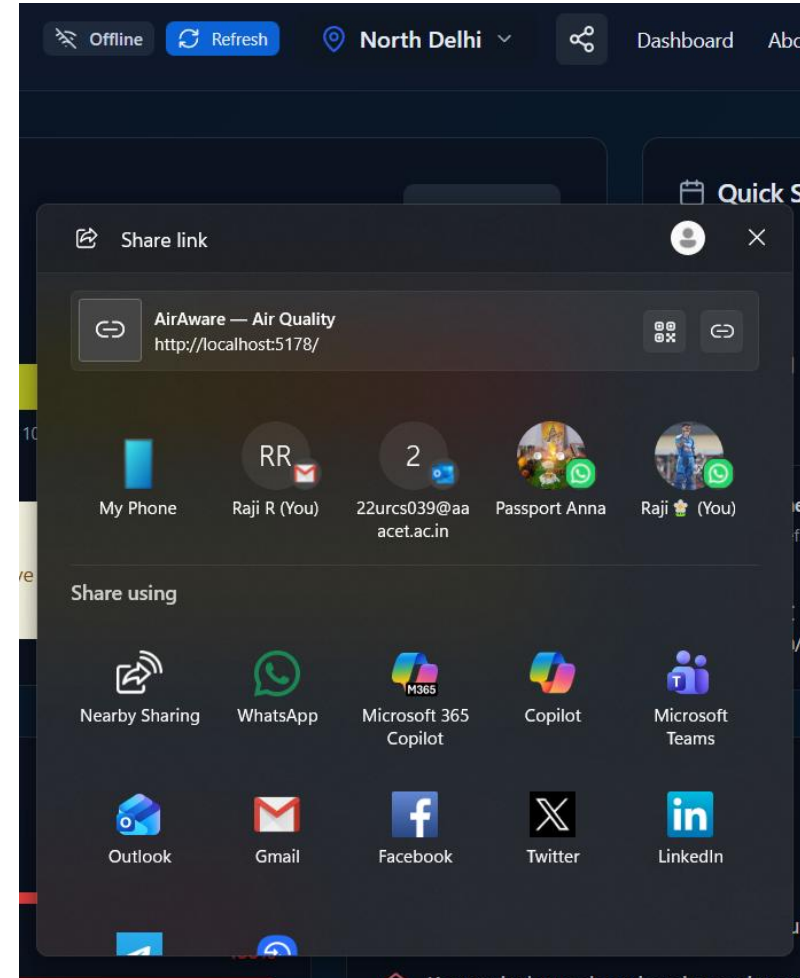 Offline
Refresh
North Delhi
Dashboard
Quick S
Share link
AirAware — Air Quality
http://localhost:5178/
10
RR
2
My Phone
Raji R (You)
22urcs039@aa
acet.ac.in
Passport Anna
Raji 🌼 (You)
Share using
M365
Nearby Sharing
WhatsApp
Microsoft 365
Copilot
Copilot
Microsoft
Teams
Outlook
Gmail
Facebook
Twitter
LinkedIn